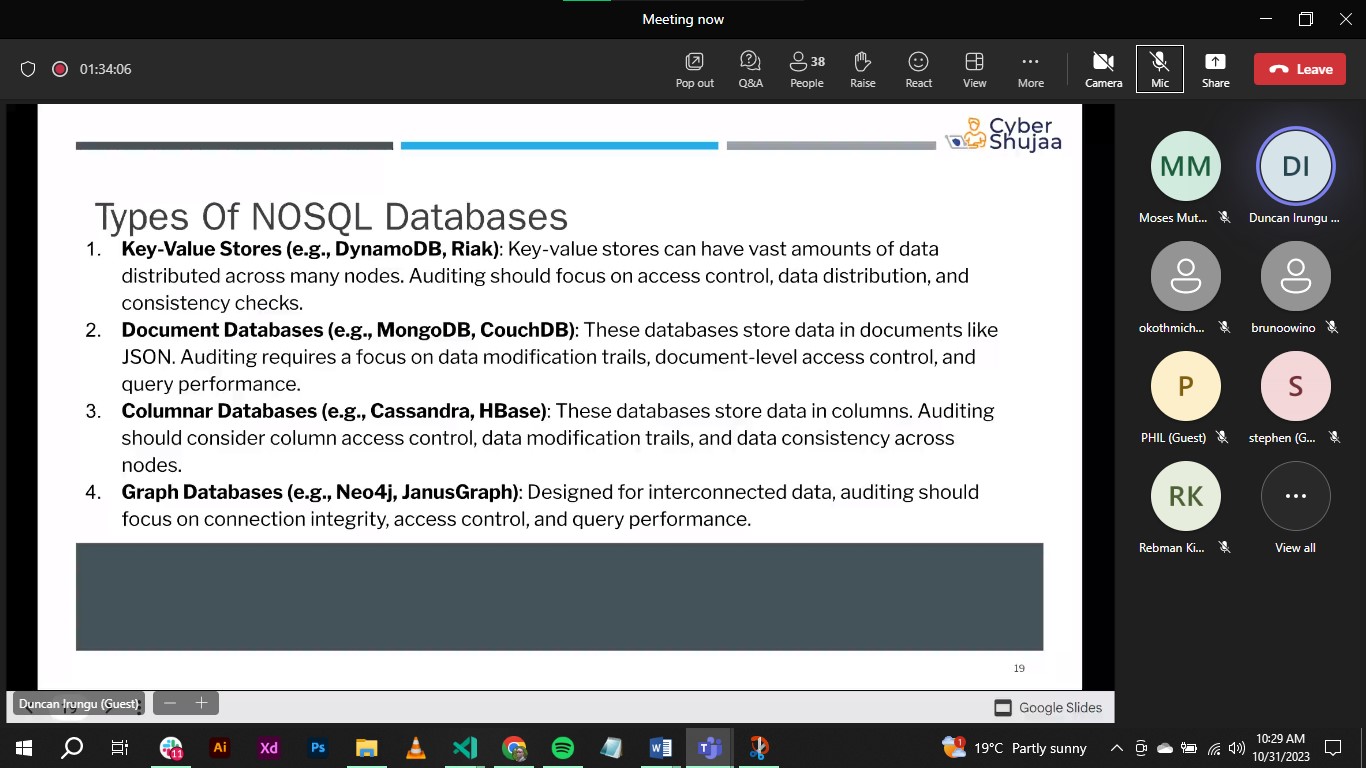 Meeting now
01:34:06
Pop out
Q&A
38
People
Raise
React
View
More
Camera
Mic
Share
Leave
Cyber
Shujaa
Types Of NOSQL Databases
1. Key-Value Stores (e.g., DynamoDB, Riak): Key-value stores can have vast amounts of data
distributed across many nodes. Auditing should focus on access control, data distribution, and
consistency checks.
2. Document Databases (e.g., MongoDB, CouchDB): These databases store data in documents like
JSON. Auditing requires a focus on data modification trails, document-level access control, and
query performance.
3. Columnar Databases (e.g., Cassandra, HBase): These databases store data in columns. Auditing
should consider column access control, data modification trails, and data consistency across
nodes.
4. Graph Databases (e.g., Neo4j, JanusGraph): Designed for interconnected data, auditing should
focus on connection integrity, access control, and query performance.
19
Duncan Irungu (Guest)
Google Slides
MM
Moses Mut...
DI
Duncan Irungu ...
okothmich...
brunoowino
P
PHIL (Guest)
S
stephen (G...
RK
Rebman Ki...
View all
11
Ai
Xd
Ps
1
19°C Partly sunny
10:29 AM
10/31/2023